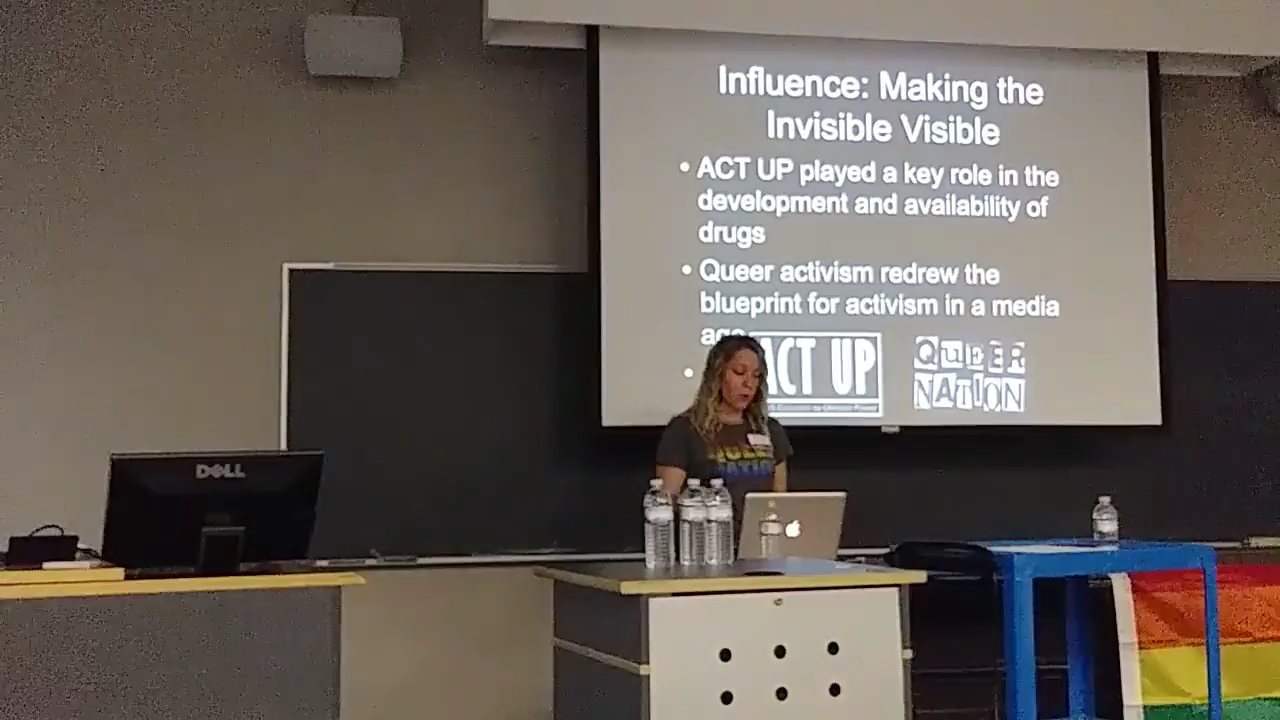 Influence: Making the
Invisible Visible
• ACT UP played a key role in the
development and availability of
drugs
• Queer activism redrew the
blueprint for activism in a media
age
•
ACT UP
QUEER
NATION
DELL